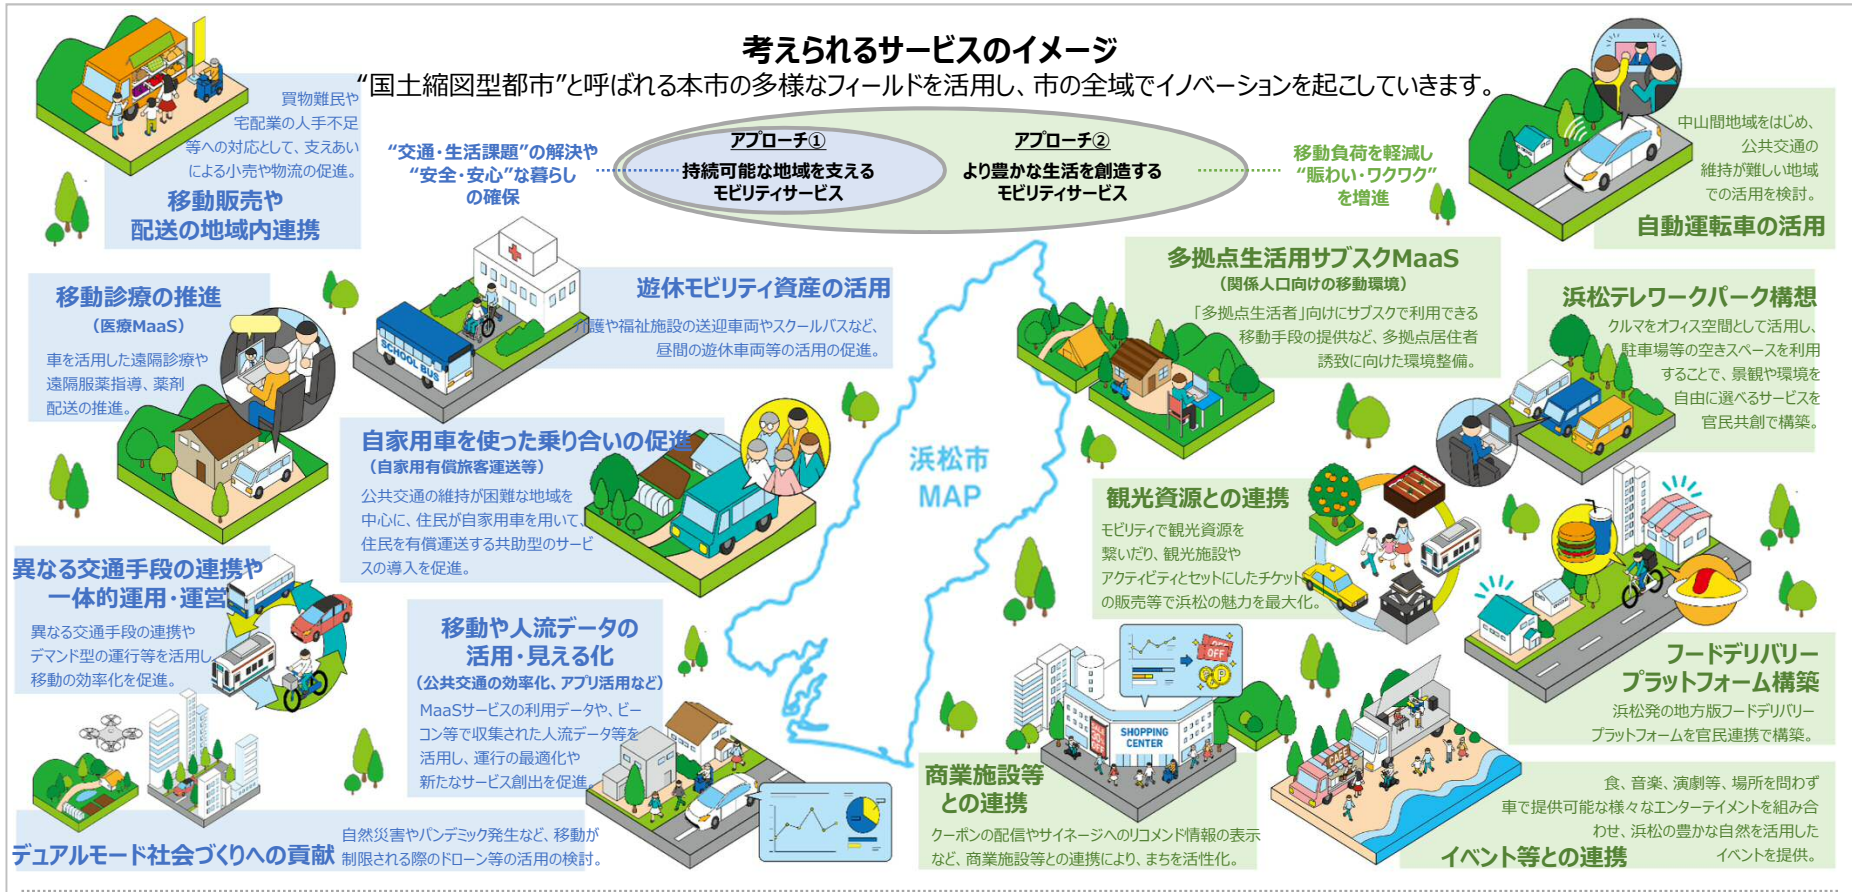 考えられるサービスのイメージ
“国土縮図型都市”と呼ばれる本市の多様なフィールドを活用し、市の全域でイノベーションを起こしていきます。
アプローチ①
持続可能な地域を支える
モビリティサービス
アプローチ②
より豊かな生活を創造する
モビリティサービス
“交通・生活課題”の解決や
“安全・安心”な暮らし
の確保
移動負荷を軽減し
“賑わい・ワクワク”
を増進
買物難民や
宅配業の人手不足
等への対応として、支えあい
による小売や物流の促進。
移動販売や
配送の地域内連携
移動診療の推進
（医療MaaS）
車を活用した遠隔診療や
遠隔服薬指導、薬剤
配送の推進。
遊休モビリティ資産の活用
介護や福祉施設の送迎車両やスクールバスなど、
昼間の遊休車両等の活用の促進。
SCHOOL BUS
自家用車を使った乗り合いの促進
（自家用有償旅客運送等）
公共交通の維持が困難な地域を
中心に、住民が自家用車を用いて、
住民を有償運送する共助型のサービ
スの導入を促進。
異なる交通手段の連携や
一体的運用・運営
異なる交通手段の連携や
デマンド型の運行等を活用し
移動の効率化を促進。
移動や人流データの
活用・見える化
（公共交通の効率化、アプリ活用など）
MaaSサービスの利用データや、ビー
コン等で収集された人流データ等を
活用し、運行の最適化や
新たなサービス創出を促進。
デュアルモード社会づくりへの貢献
自然災害やパンデミック発生など、移動が
制限される際のドローン等の活用の検討。
浜松市
MAP
中山間地域をはじめ、
公共交通の
維持が難しい地域
での活用を検討。
自動運転車の活用
多拠点生活用サブスクMaaS
（関係人口向けの移動環境）
「多拠点生活者」向けにサブスクで利用できる
移動手段の提供など、多拠点居住者
誘致に向けた環境整備。
浜松テレワークパーク構想
クルマをオフィス空間として活用し、
駐車場等の空きスペースを利用
することで、景観や環境を
自由に選べるサービスを
官民共創で構築。
観光資源との連携
モビリティで観光資源を
繋いだり、観光施設や
アクティビティとセットにしたチケット
の販売等で浜松の魅力を最大化。
フードデリバリー
プラットフォーム構築
浜松発の地方版フードデリバリー
プラットフォームを官民連携で構築。
OFF
SALE
OFF
SHOPPING
CENTER
商業施設等
との連携
クーポンの配信やサイネージへのリコメンド情報の表示
など、商業施設等との連携により、まちを活性化。
食、音楽、演劇等、場所を問わず
車で提供可能な様々なエンターテイメントを組み合
わせ、浜松の豊かな自然を活用した
イベントを提供。
イベント等との連携